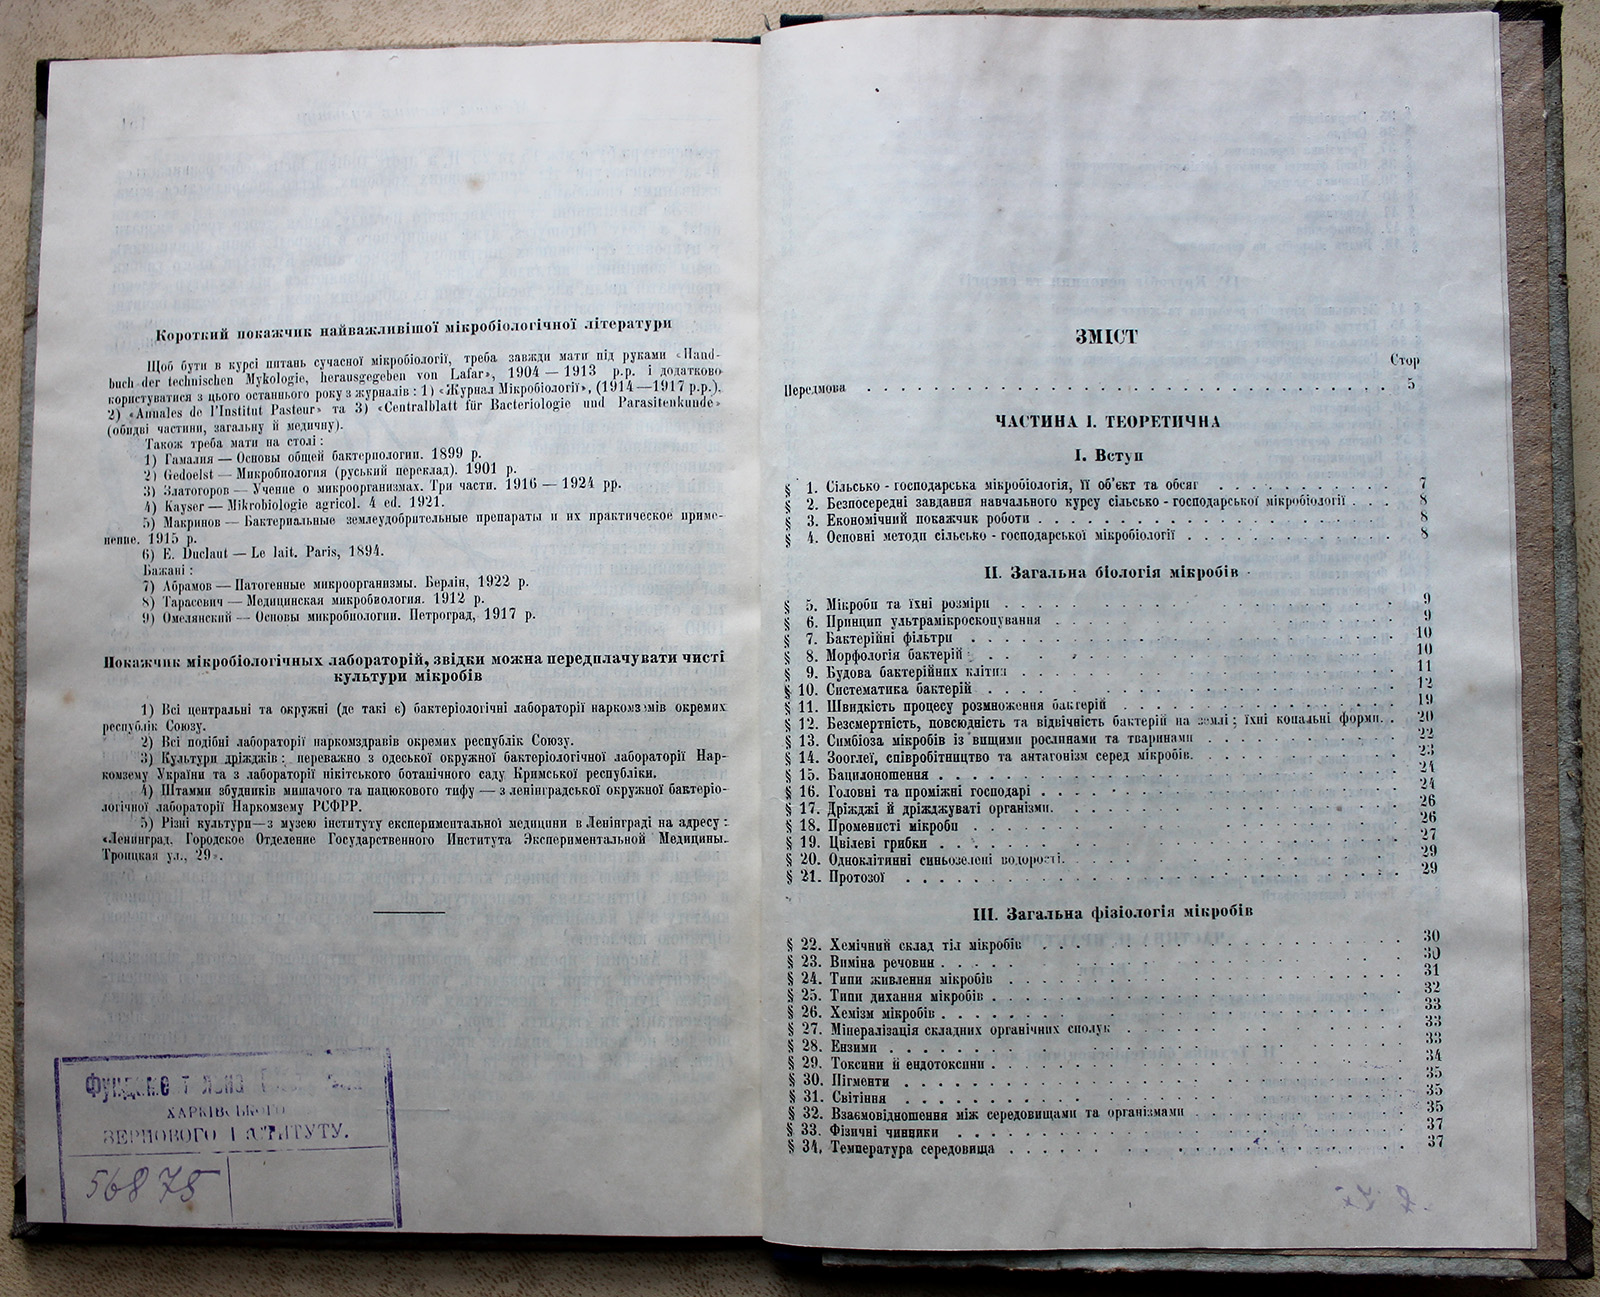 Короткий покажчик найважливішої мікробіологічної літератури
Щоб бути в курсі питань сучасної мікробіології, треба завжди мати під руками «Hand-
buch der technischen Mykologie, herausgegeben von Lafar», 1904 — 1913 р.р. і додатково
користуватися з цього останнього року з журналів: 1) «Журнал Мікробіології», (1914—1917 р.р.).
2) «Annales de l'Institut Pasteur» та 3) «Centralblatt für Bacteriologie und Parasitenkunde»
(обидві частини, загальну й медичну).
Також треба мати на столі:
1) Гамалия — Основы общей бактериологии. 1899 р.
2) Gedoelst — Микробиология (руський переклад). 1901 р.
3) Златогоров — Учение о микроорганизмах. Три части. 1916 — 1924 рр.
4) Kayser — Mikrobiologie agricol. 4 ed. 1921.
5) Макринов — Бактериальные землеудобрительные препараты и их практическое приме-
нение. 1915 р.
6) E. Duclaut — Le lait. Paris, 1894.
Бажані:
7) Абрамов — Патогенные микроорганизмы. Берлін, 1922 р.
8) Тарасевич — Медицинская микробиология. 1912 р.
9) Омелянский — Основы микробиологии. Петроград, 1917 р.
Покажчик мікробіологічних лабораторій, звідки можна передплачувати чисті
культури мікробів
1) Всі центральні та окружні (де такі є) бактеріологічні лабораторії наркомземів окремих
республік Союзу.
2) Всі подібні лабораторії наркомздравів окремих республік Союзу.
3) Культури дріжджів: переважно з одеської окружної бактеріологічної лабораторії Нар-
комзему України та з лабораторії нікітського ботанічного саду Кримської республіки.
4) Штамми збудників мишачого та пацюкового тифу — з ленінградської окружної бактеріо-
логічної лабораторії Наркомзему РСФРР.
5) Різні культури — з музею інституту експериментальної медицини в Ленінграді на адресу:
«Ленинград. Городское Отделение Государственного Института Экспериментальной Медицины.
Троицкая ул., 29».
ХАРКІВСЬКОГО
ЗЕРНОВОГО ІНСТИТУТУ.
56875
ЗМІСТ
Стор
Передмова . . . 5
ЧАСТИНА І. ТЕОРЕТИЧНА
І. Вступ
§ 1. Сільсько-господарська мікробіологія, її об'єкт та обсяг . . . 7
§ 2. Безпосередні завдання навчального курсу сільсько-господарської мікробіології . . . 8
§ 3. Економічний покажчик роботи . . . 8
§ 4. Основні методи сільсько-господарської мікробіології . . . 8
ІІ. Загальна біологія мікробів
§ 5. Мікроби та їхні розміри . . . 9
§ 6. Принцип ультрамікроскопування . . . 9
§ 7. Бактерійні фільтри . . . 10
§ 8. Морфологія бактерій . . . 10
§ 9. Будова бактерійних клітин . . . 11
§ 10. Систематика бактерій . . . 12
§ 11. Швидкість процесу розмноження бактерій . . . 19
§ 12. Безсмертність, повсюдність та відвічність бактерій на землі; їхні копальні форми . . 20
§ 13. Симбіоза мікробів із вищими рослинами та тваринами . . . 22
§ 14. Зооглеї, співробітництво та антагонізм серед мікробів . . . 23
§ 15. Бацилоношення . . . 24
§ 16. Головні та проміжні господарі . . . 24
§ 17. Дріжджі й дріжджуваті організми . . . 26
§ 18. Променисті мікроби . . . 26
§ 19. Цвілеві грибки . . . 27
§ 20. Одноклітинні синьозелені водорості . . . 29
§ 21. Протозої . . . 29
ІІІ. Загальна фізіологія мікробів
§ 22. Хемічний склад тіл мікробів . . . 30
§ 23. Виміна речовин . . . 30
§ 24. Типи живлення мікробів . . . 31
§ 25. Типи дихання мікробів . . . 32
§ 26. Хемізм мікробів . . . 33
§ 27. Мінералізація складних органічних сполук . . . 33
§ 28. Ензими . . . 33
§ 29. Токсини й ендотоксини . . . 34
§ 30. Пігменти . . . 35
§ 31. Світіння . . . 35
§ 32. Взаємовідношення між середовищами та організмами . . . 35
§ 33. Фізичні чинники . . . 37
§ 34. Температура середовища . . . 37